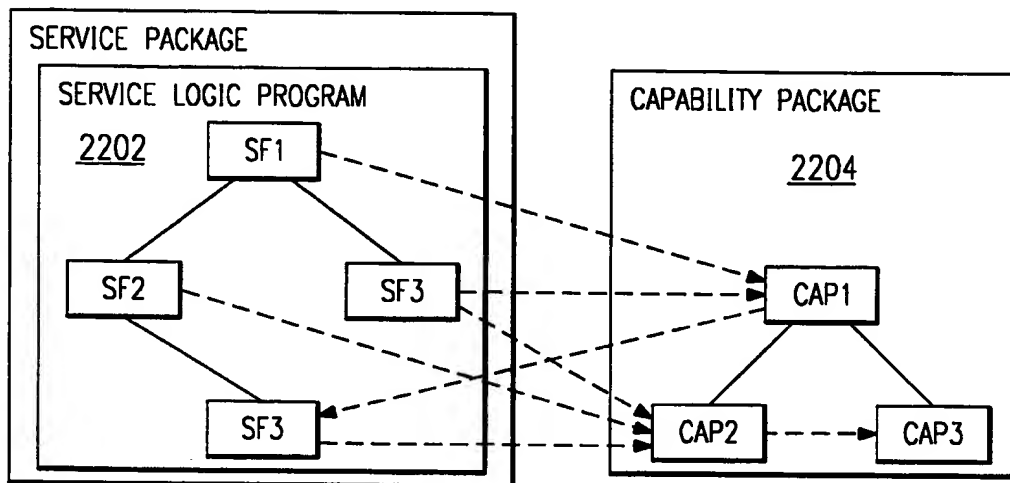 SERVICE PACKAGE
SERVICE LOGIC PROGRAM
2202
SF1
SF2
SF3
SF3
CAPABILITY PACKAGE
2204
CAP1
CAP2
CAP3